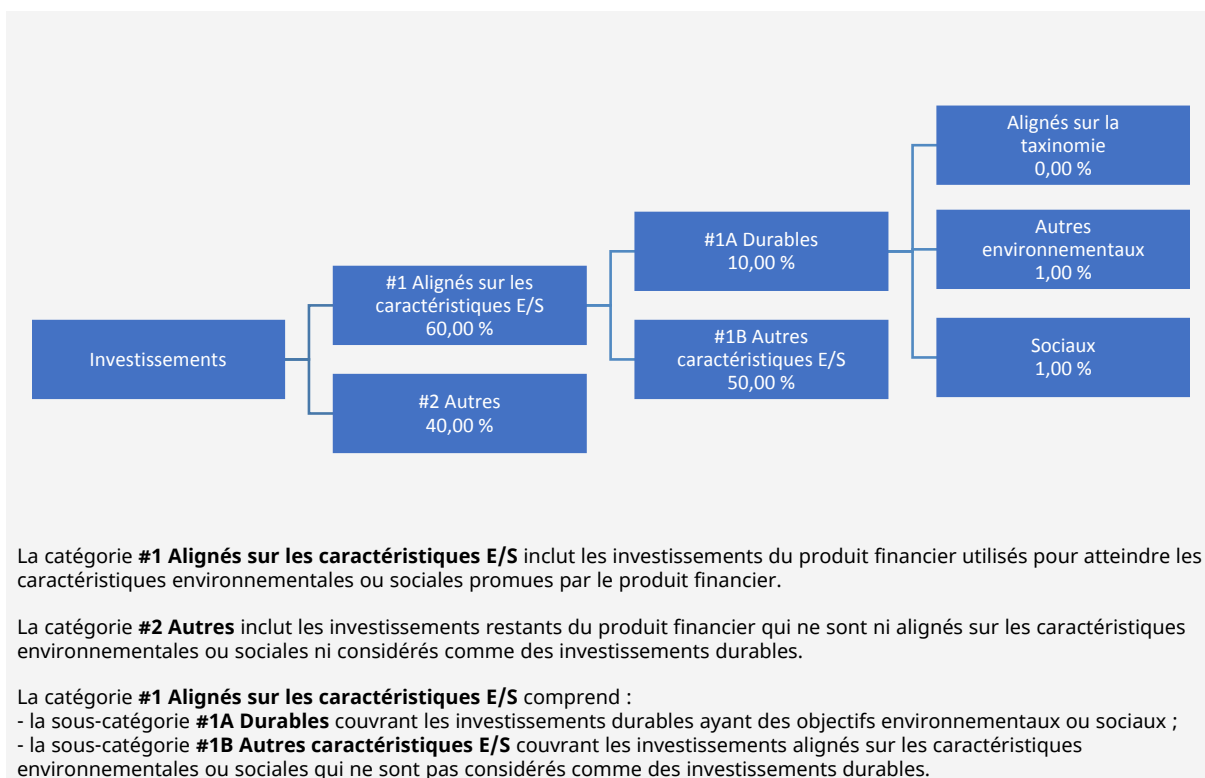 Investissements
#1 Alignés sur les
caractéristiques E/S
60,00 %
#2 Autres
40,00 %
#1A Durables
10,00 %
#1B Autres
caractéristiques E/S
50,00 %
Alignés sur la
taxinomie
0,00 %
Autres
environnementaux
1,00 %
Sociaux
1,00 %
La catégorie #1 Alignés sur les caractéristiques E/S inclut les investissements du produit financier utilisés pour atteindre les
caractéristiques environnementales ou sociales promues par le produit financier.
La catégorie #2 Autres inclut les investissements restants du produit financier qui ne sont ni alignés sur les caractéristiques
environnementales ou sociales ni considérés comme des investissements durables.
La catégorie #1 Alignés sur les caractéristiques E/S comprend :
- la sous-catégorie #1A Durables couvrant les investissements durables ayant des objectifs environnementaux ou sociaux ;
- la sous-catégorie #1B Autres caractéristiques E/S couvrant les investissements alignés sur les caractéristiques
environnementales ou sociales qui ne sont pas considérés comme des investissements durables.